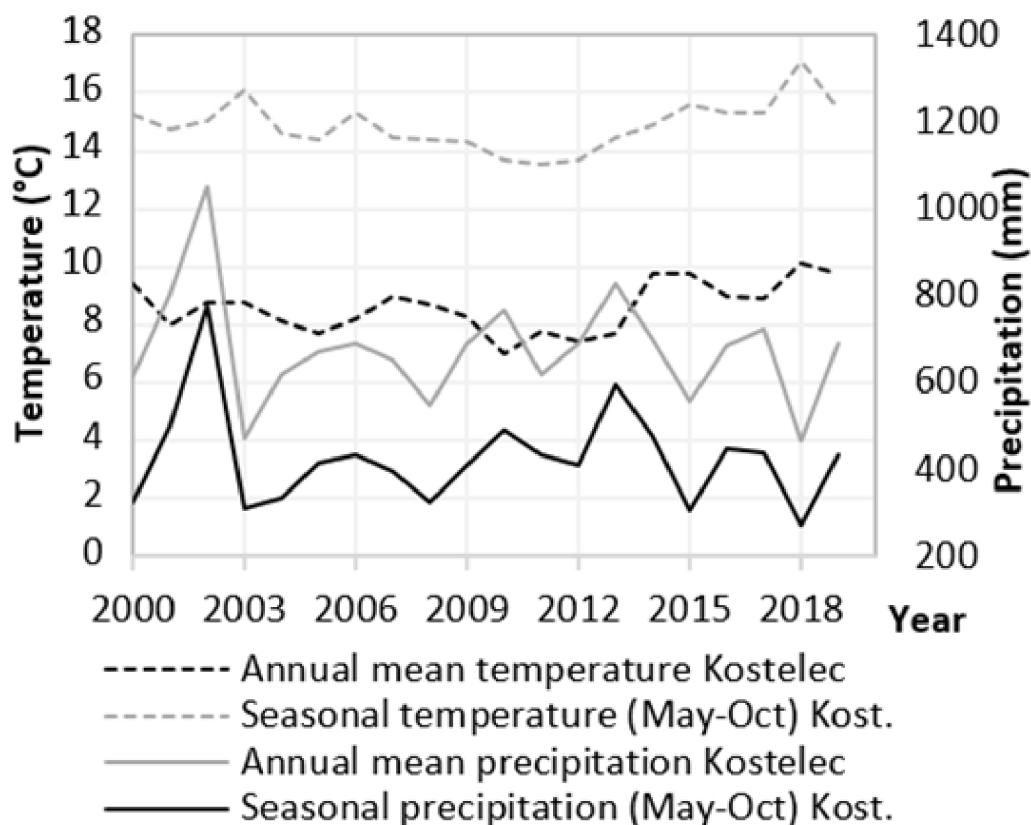 18
16
14
12
10
8
6
4
2
0
Temperature (°C)
1400
1200
1000
800
600
400
200
Precipitation (mm)
2000 2003 2006 2009 2012 2015 2018 Year
Annual mean temperature Kostelec
Seasonal temperature (May-Oct) Kost.
Annual mean precipitation Kostelec
Seasonal precipitation (May-Oct) Kost.